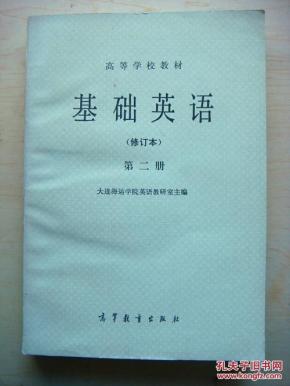 高等学校教材
基础英语
(修订本)
第二册
大连海运学院英语教研室主编
高等教育出版社
孔夫子旧书网